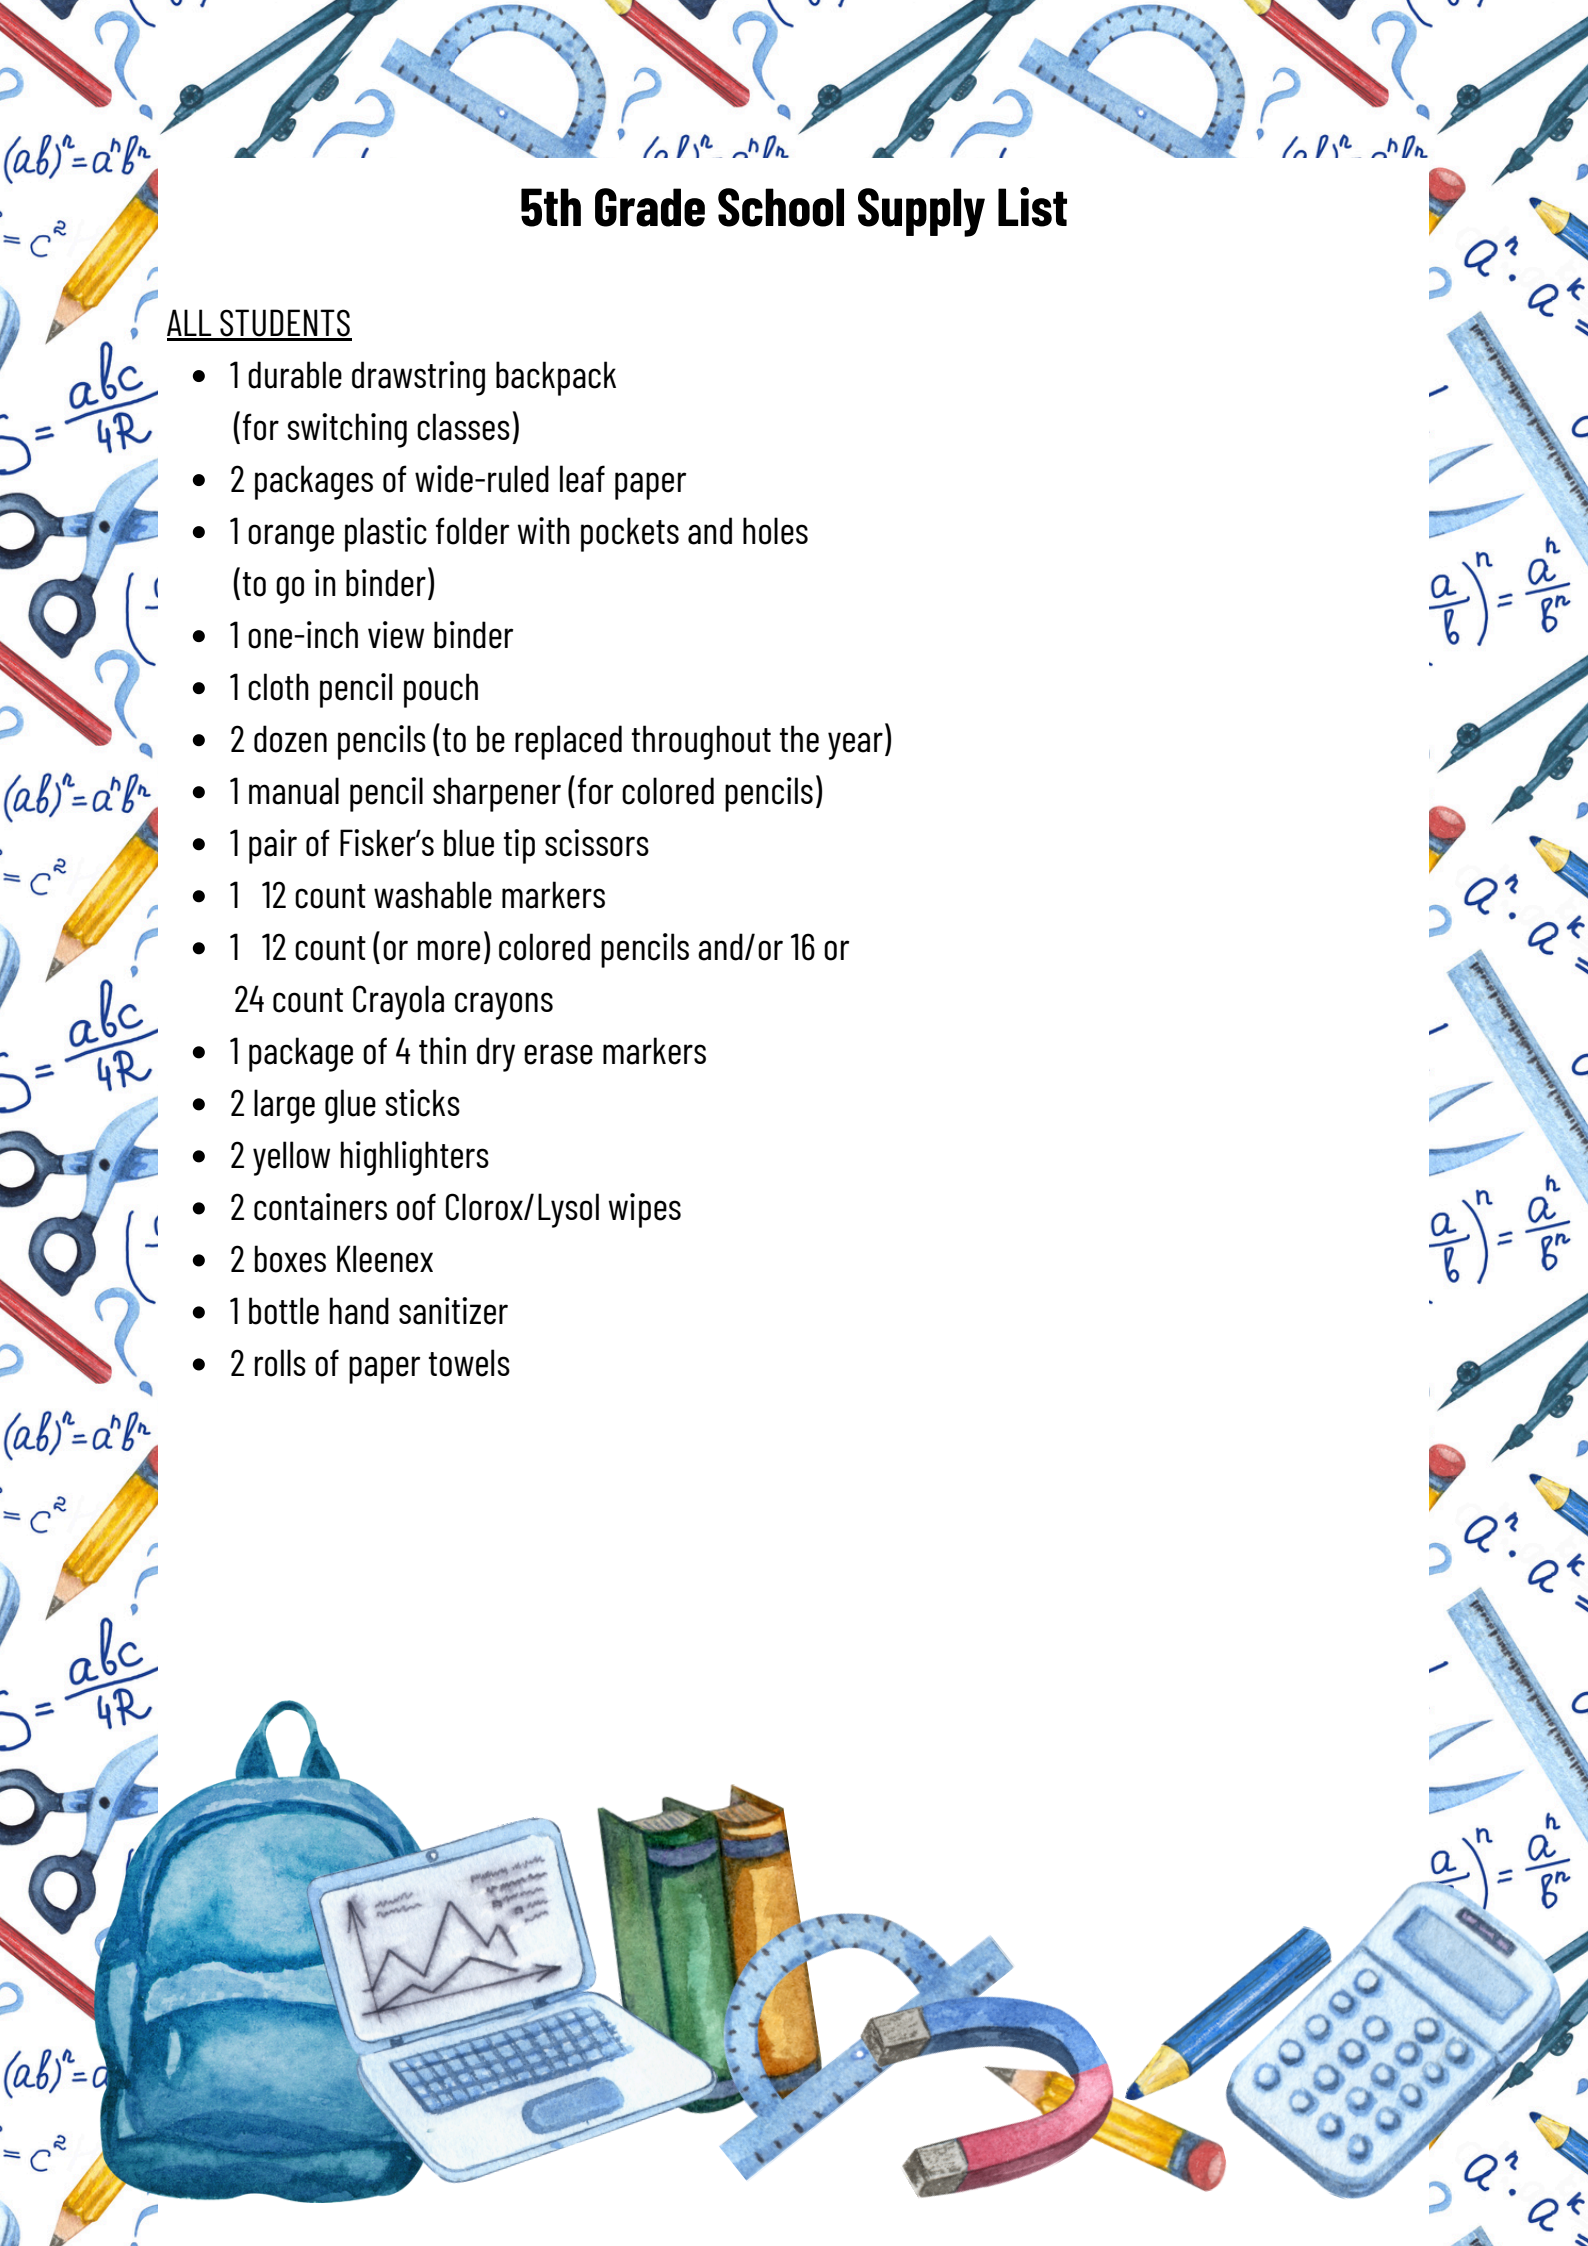 5th Grade School Supply List
ALL STUDENTS
• 1 durable drawstring backpack
(for switching classes)
• 2 packages of wide-ruled leaf paper
• 1 orange plastic folder with pockets and holes
(to go in binder)
• 1 one-inch view binder
• 1 cloth pencil pouch
• 2 dozen pencils (to be replaced throughout the year)
• 1 manual pencil sharpener (for colored pencils)
• 1 pair of Fisker’s blue tip scissors
• 1   12 count washable markers
• 1   12 count (or more) colored pencils and/or 16 or
24 count Crayola crayons
• 1 package of 4 thin dry erase markers
• 2 large glue sticks
• 2 yellow highlighters
• 2 containers oof Clorox/Lysol wipes
• 2 boxes Kleenex
• 1 bottle hand sanitizer
• 2 rolls of paper towels